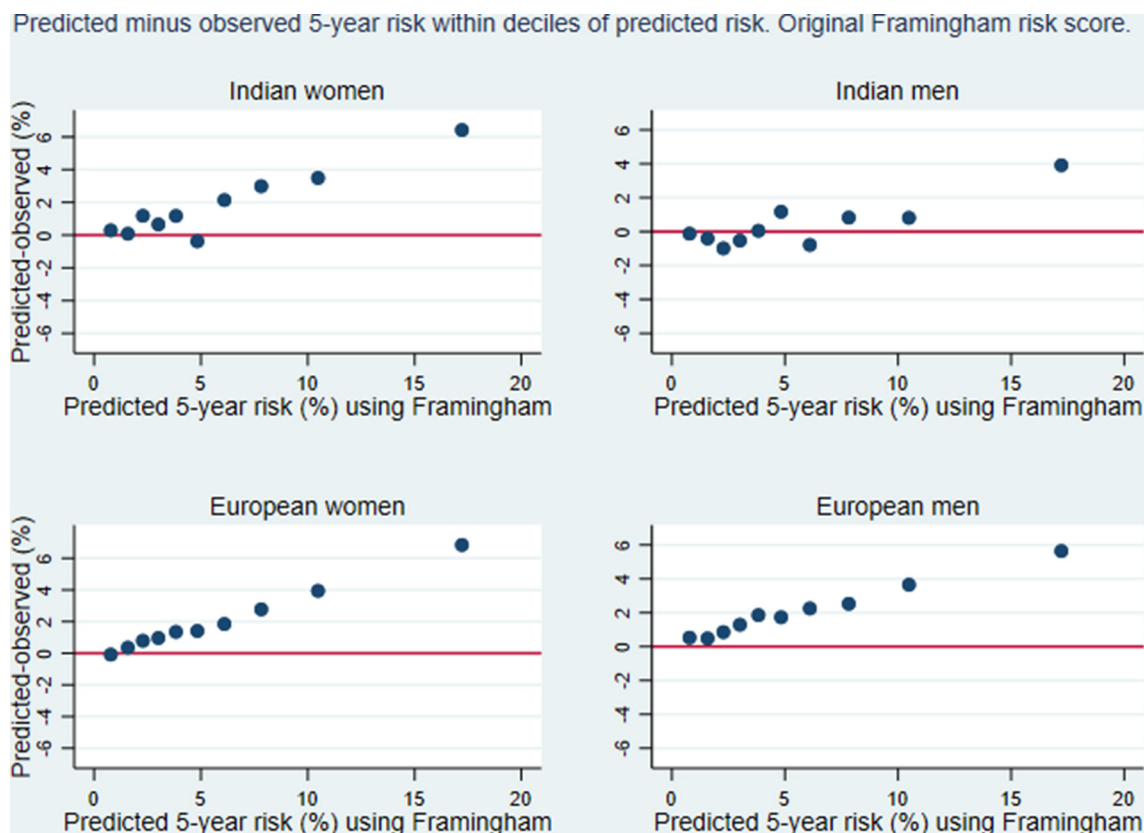 Predicted minus observed 5-year risk within deciles of predicted risk. Original Framingham risk score.
Indian women
Predicted-observed (%)
6
4
2
0
-2
-4
-6
0 5 10 15 20
Predicted 5-year risk (%) using Framingham
Indian men
6
4
2
0
-2
-4
-6
0 5 10 15 20
Predicted 5-year risk (%) using Framingham
European women
Predicted-observed (%)
6
4
2
0
-2
-4
-6
0 5 10 15 20
Predicted 5-year risk (%) using Framingham
European men
6
4
2
0
-2
-4
-6
0 5 10 15 20
Predicted 5-year risk (%) using Framingham